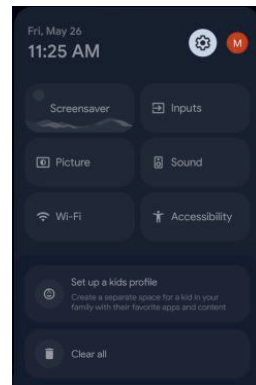 Fri, May 26
11:25 AM
M
Screensaver
Inputs
Picture
Sound
Wi-Fi
Accessibility
Set up a kids profile
Create a separate space for a kid in your
family with their favorite apps and content
Clear all